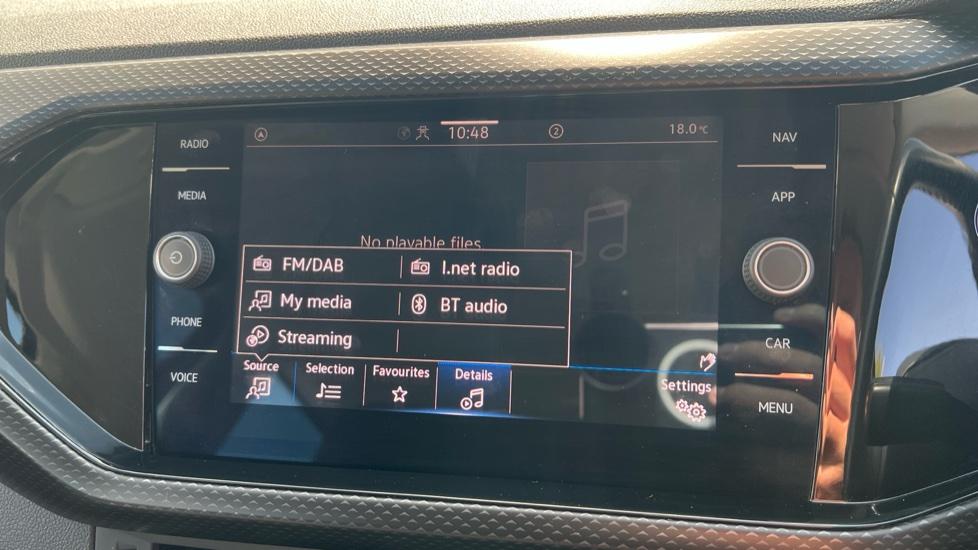 RADIO
MEDIA
PHONE
VOICE
10:48
2
18.0°C
No playable files
FM/DAB
I.net radio
My media
BT audio
Streaming
Source
Selection
Favourites
Details
Settings
NAV
APP
CAR
MENU